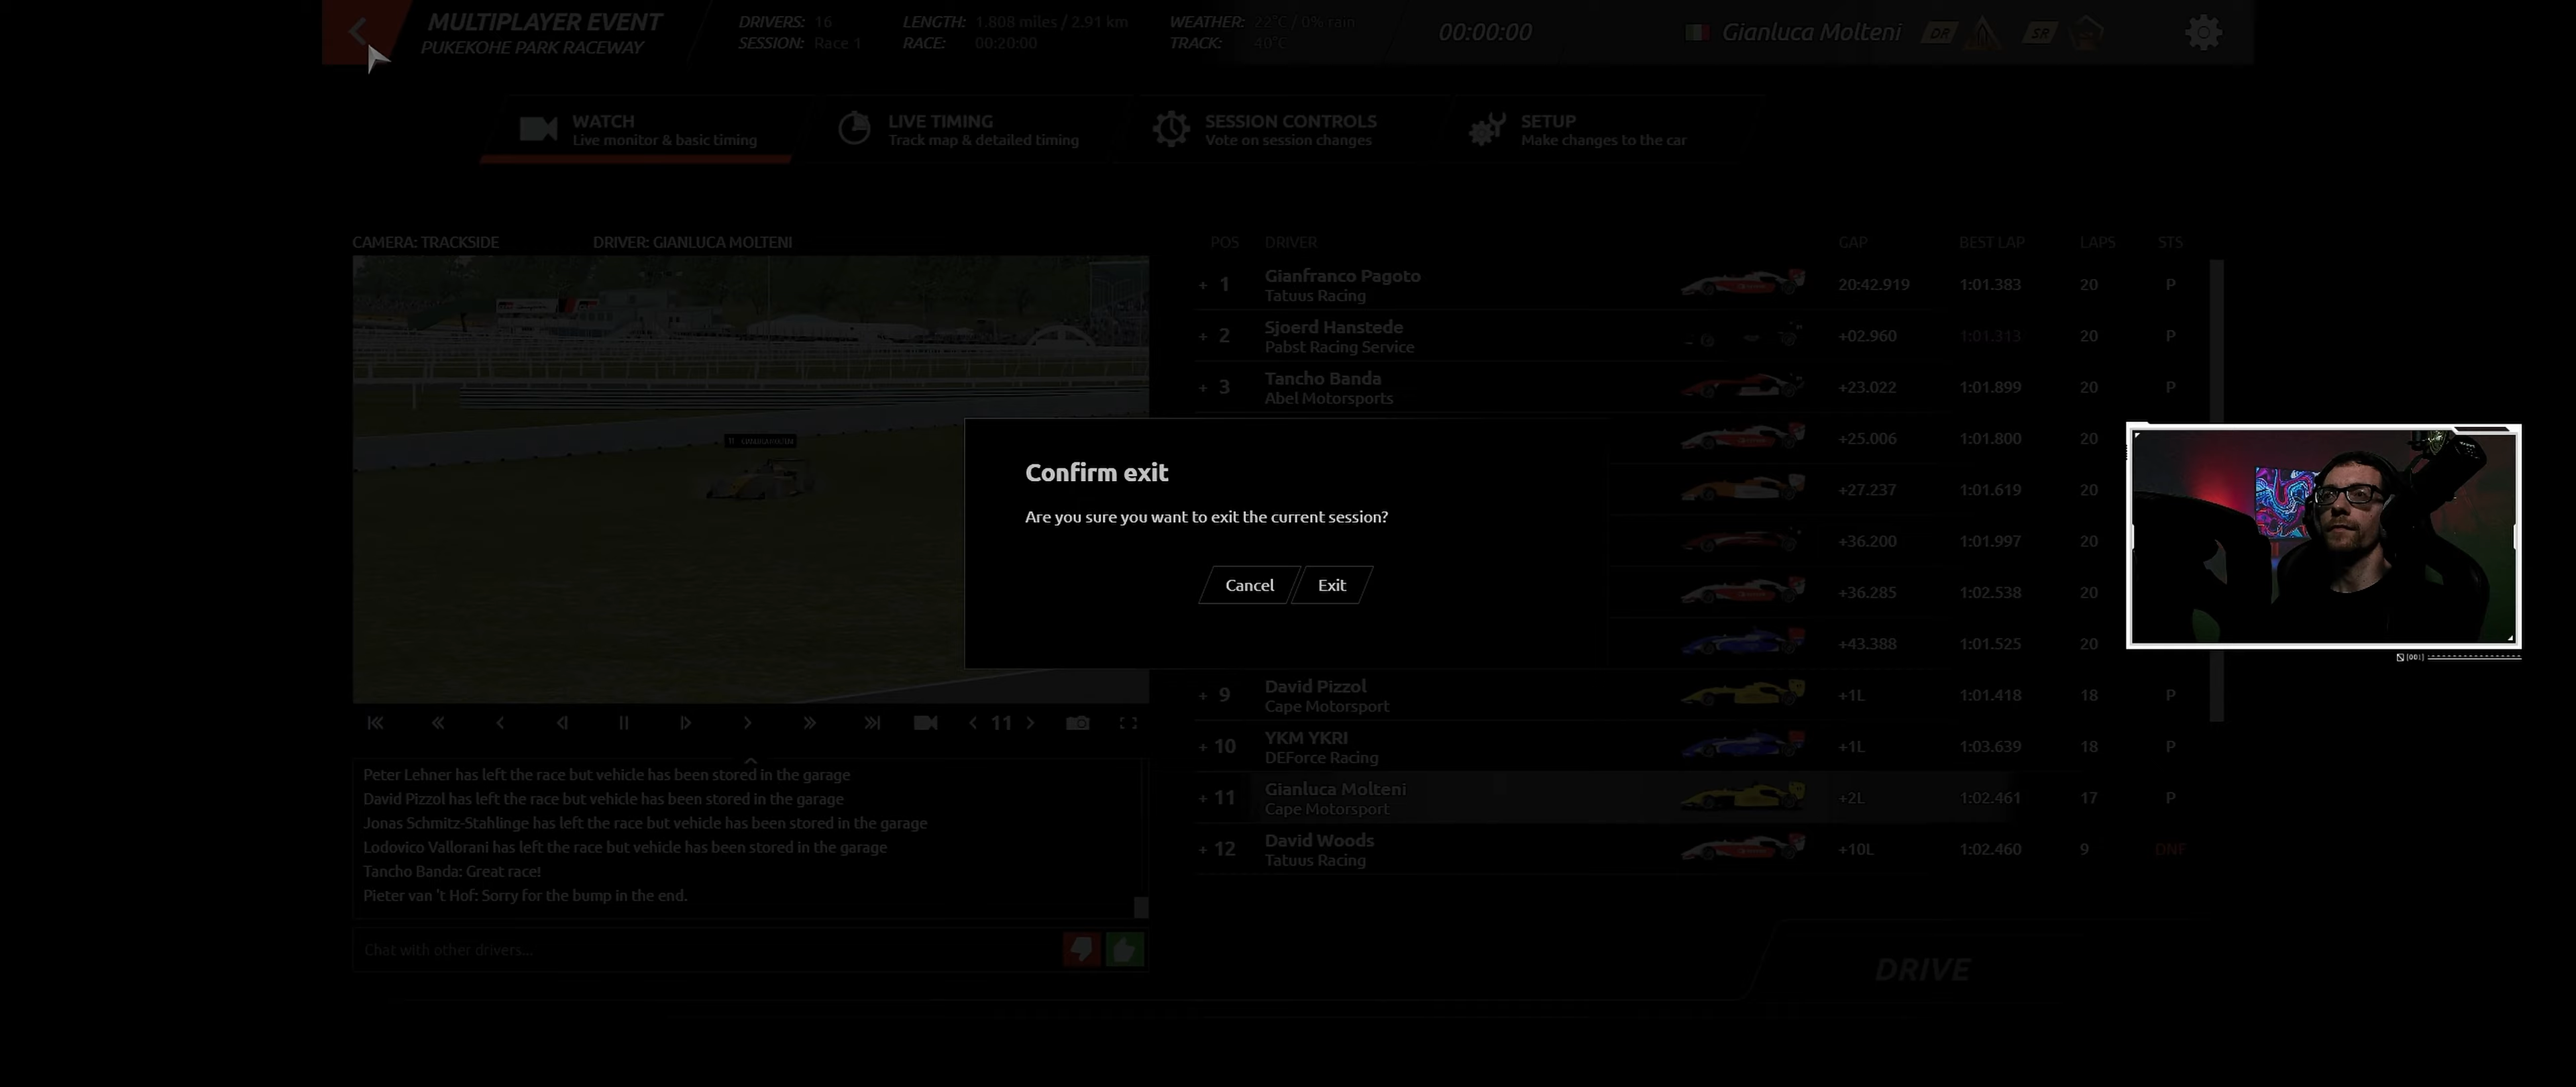 MULTIPLAYER EVENT
PUKEKOHE PARK RACEWAY
DRIVERS: 16
SESSION: Race 1
LENGTH: 1.808 miles / 2.91 km
RACE: 00:20:00
WEATHER: 22°C / 0% rain
TRACK: 40°C
00:00:00
Gianluca Molteni
DR
SR
WATCH
Live monitor & basic timing
LIVE TIMING
Track map & detailed timing
SESSION CONTROLS
Vote on session changes
SETUP
Make changes to the car
CAMERA: TRACKSIDE DRIVER: GIANLUCA MOLTENI
POS DRIVER GAP BEST LAP LAPS STS
+ 1 Gianfranco Pagoto 20:42.919 1:01.383 20 P
Tatuus Racing
+ 2 Sjoerd Hanstede +02.960 1:01.313 20 P
Pabst Racing Service
+ 3 Tancho Banda +23.022 1:01.899 20 P
Abel Motorsports
+25.006 1:01.800 20
+27.237 1:01.619 20
+36.200 1:01.997 20
+36.285 1:02.538 20
+43.388 1:01.525 20
Confirm exit
Are you sure you want to exit the current session?
Cancel Exit
+ 9 David Pizzol +1L 1:01.418 18 P
Cape Motorsport
+ 10 YKM YKRI +1L 1:03.639 18 P
DEForce Racing
+ 11 Gianluca Molteni +2L 1:02.461 17 P
Cape Motorsport
+ 12 David Woods +10L 1:02.460 9 DNF
Tatuus Racing
11
Peter Lehner has left the race but vehicle has been stored in the garage
David Pizzol has left the race but vehicle has been stored in the garage
Jonas Schmitz-Stahlinge has left the race but vehicle has been stored in the garage
Lodovico Vallorani has left the race but vehicle has been stored in the garage
Tancho Banda: Great race!
Pieter van 't Hof: Sorry for the bump in the end.
Chat with other drivers...
DRIVE
[001]